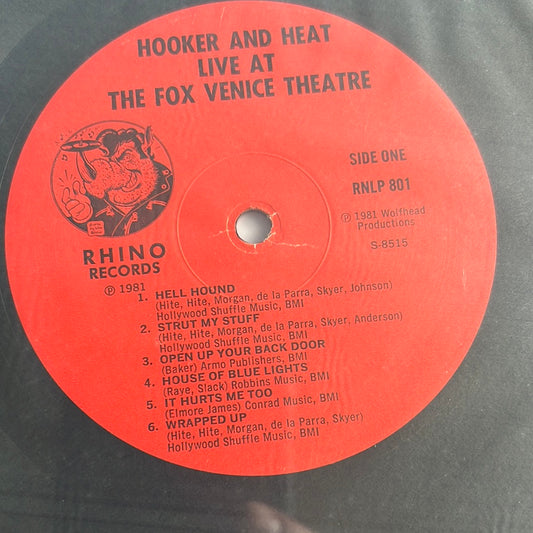 HOOKER AND HEAT
LIVE AT
THE FOX VENICE THEATRE
SIDE ONE
RNLP 801
℗ 1981 Wolfhead
Productions
S-8515
RHINO
RECORDS
℗ 1981
1. HELL HOUND
(Hite, Hite, Morgan, de la Parra, Skyer, Johnson)
Hollywood Shuffle Music, BMI
2. STRUT MY STUFF
(Hite, Hite, Morgan, de la Parra, Skyer, Anderson)
Hollywood Shuffle Music, BMI
3. OPEN UP YOUR BACK DOOR
(Baker) Armo Publishers, BMI
4. HOUSE OF BLUE LIGHTS
(Raye, Slack) Robbins Music, BMI
5. IT HURTS ME TOO
(Elmore James) Conrad Music, BMI
6. WRAPPED UP
(Hite, Hite, Morgan, de la Parra, Skyer)
Hollywood Shuffle Music, BMI